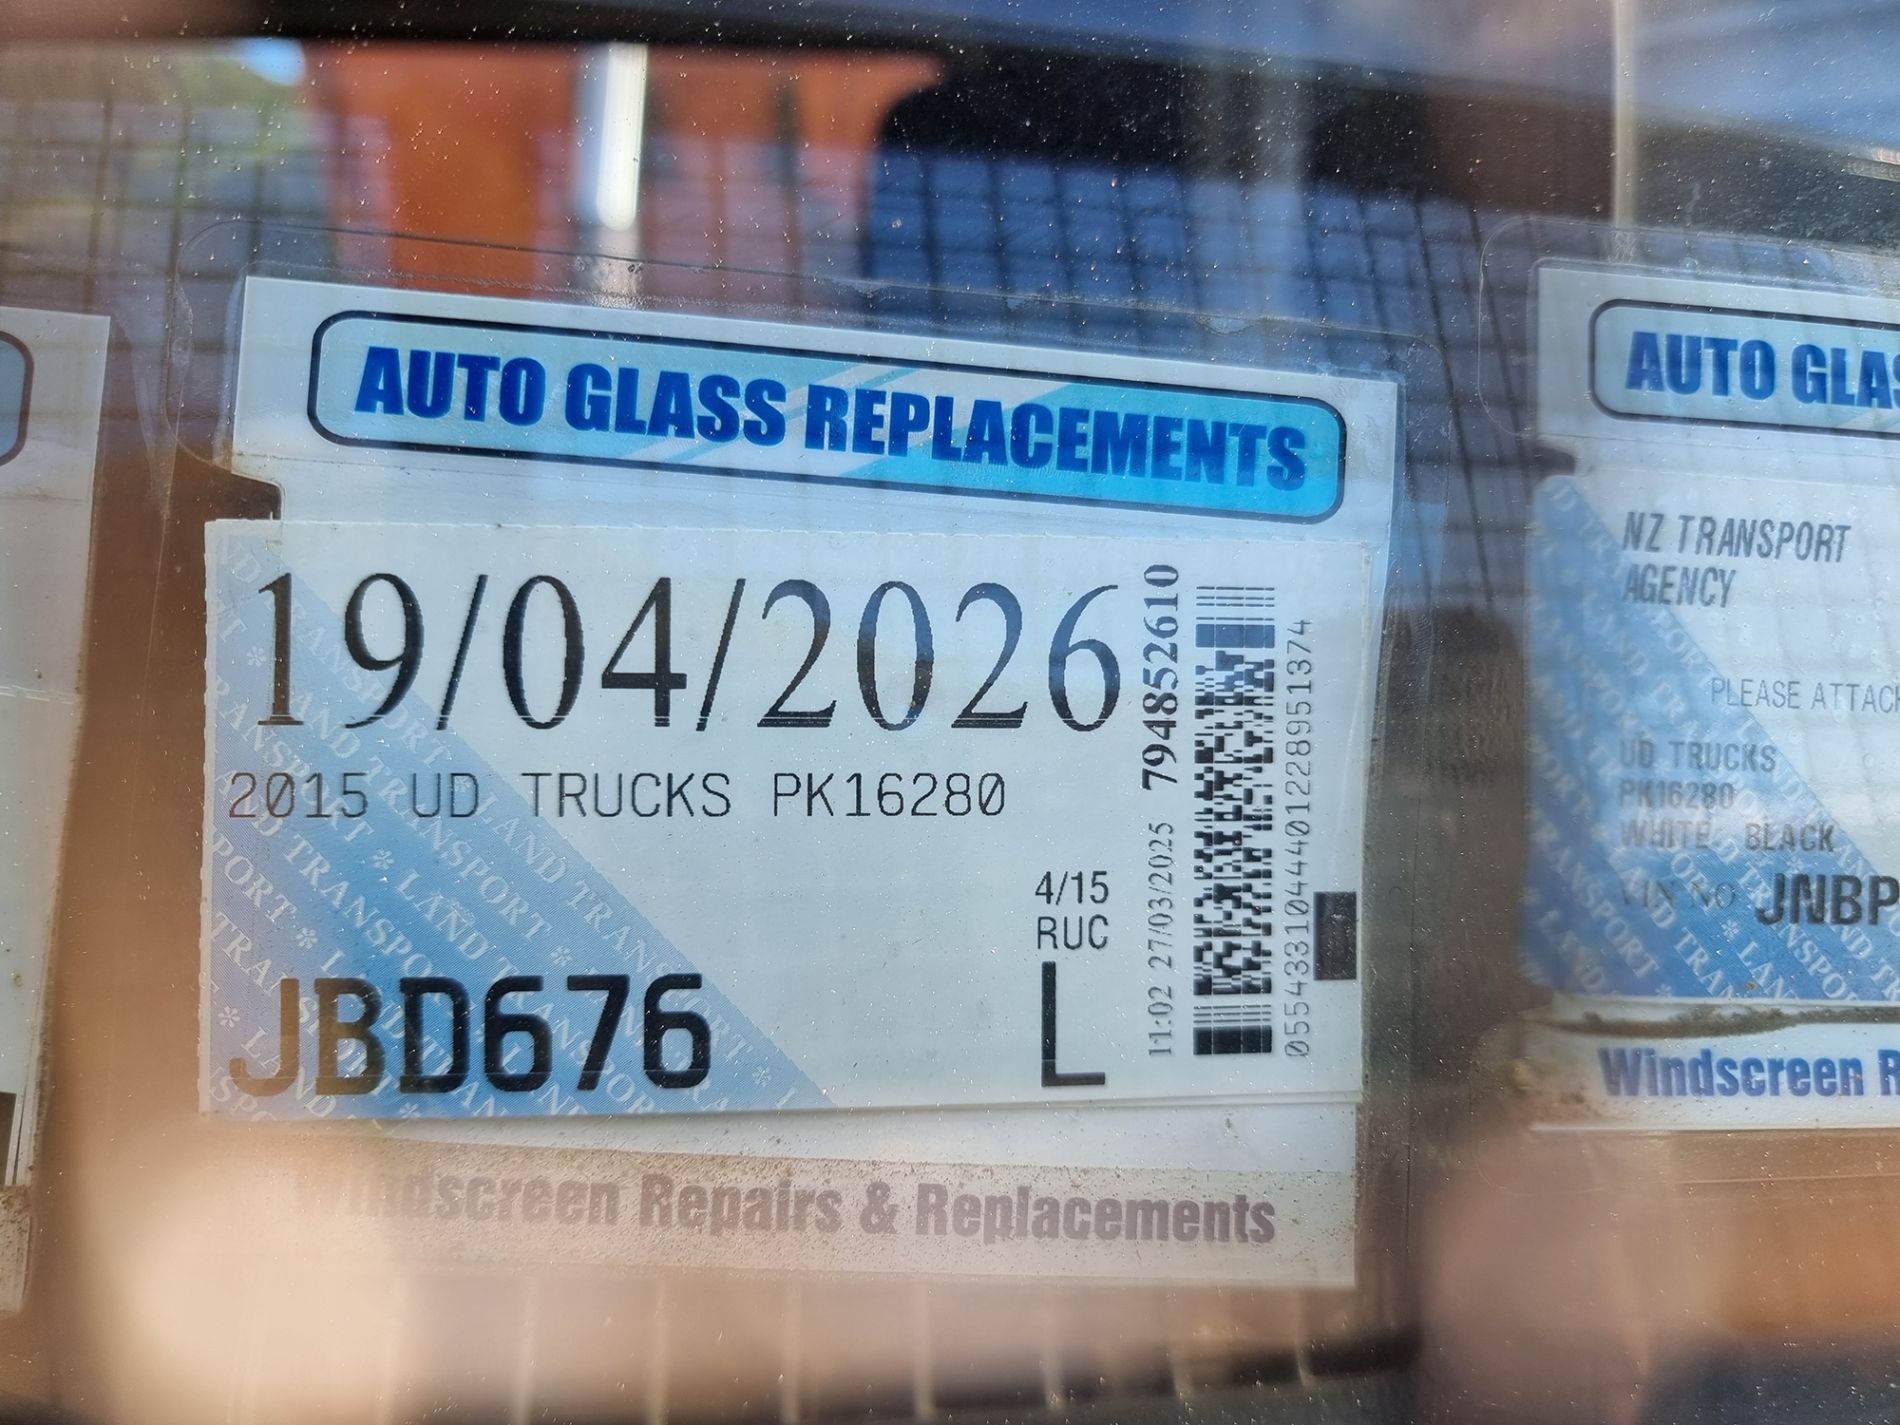 AUTO GLASS REPLACEMENTS
19/04/2026
2015 UD TRUCKS PK16280
4/15
RUC
JBD676
L
11:02 27/03/2025 794852610
055433104440122895​1374
Windscreen Repairs & Replacements
AUTO GLAS
NZ TRANSPORT
AGENCY
PLEASE ATTACH
UD TRUCKS
PK16280
WHITE BLACK
VIN NO JNBP
Windscreen R